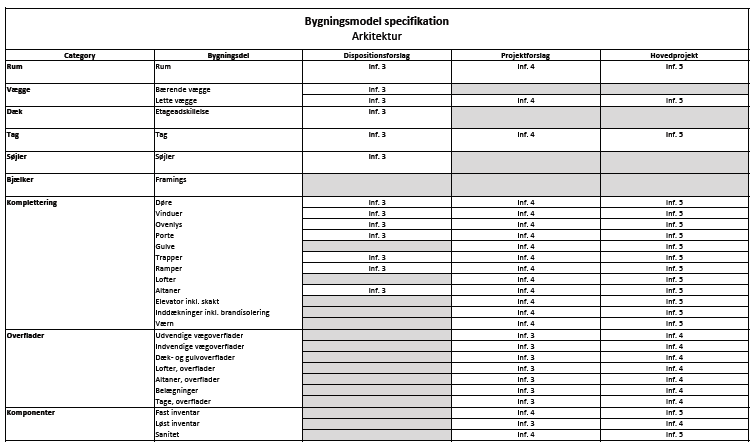 Bygningsmodel specifikation
Arkitektur
Category Bygningsdel Dispositionsforslag Projektforslag Hovedprojekt
Rum Rum Inf. 3 Inf. 4 Inf. 5
Vægge Bærende vægge Inf. 3
Lette vægge Inf. 3 Inf. 4 Inf. 5
Dæk Etageadskillelse Inf. 3
Tag Tag Inf. 3 Inf. 4 Inf. 5
Søjler Søjler Inf. 3
Bjælker Framings
Komplettering Døre Inf. 3 Inf. 4 Inf. 5
Vinduer Inf. 3 Inf. 4 Inf. 5
Ovenlys Inf. 3 Inf. 4 Inf. 5
Porte Inf. 3 Inf. 4 Inf. 5
Gulve Inf. 4 Inf. 5
Trapper Inf. 3 Inf. 4 Inf. 5
Ramper Inf. 3 Inf. 4 Inf. 5
Lofter Inf. 4 Inf. 5
Altaner Inf. 3 Inf. 4 Inf. 5
Elevator inkl. skakt Inf. 4 Inf. 5
Inddækninger inkl. brandisolering Inf. 4 Inf. 5
Værn Inf. 4 Inf. 5
Overflader Udvendige vægoverflader Inf. 3 Inf. 4
Indvendige vægoverflader Inf. 3 Inf. 4
Dæk- og gulvoverflader Inf. 3 Inf. 4
Lofter, overflader Inf. 3 Inf. 4
Altaner, overflader Inf. 3 Inf. 4
Belægninger Inf. 3 Inf. 4
Tage, overflader Inf. 3 Inf. 4
Komponenter Fast inventar Inf. 4 Inf. 5
Løst inventar Inf. 3 Inf. 4
Sanitet Inf. 4 Inf. 5